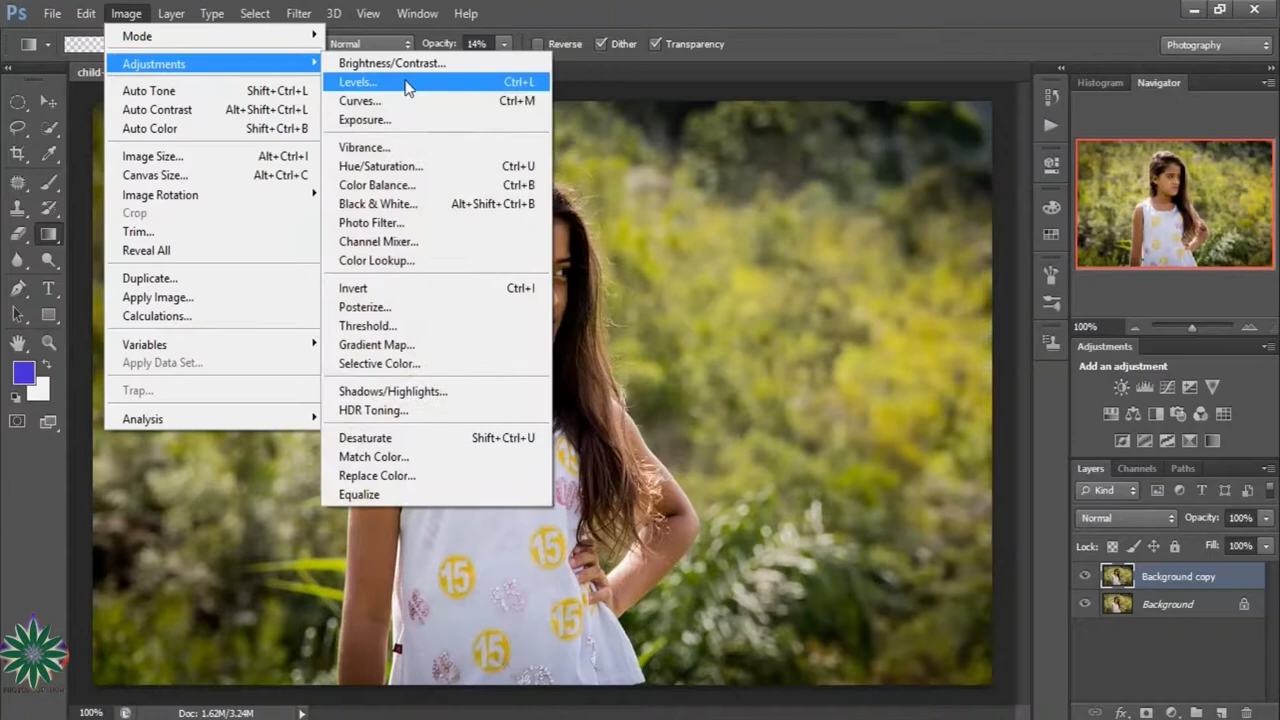 Ps File Edit Image Layer Type Select Filter 3D View Window Help
Normal Opacity: 14% Reverse Dither Transparency Photography
child
Mode
Adjustments
Auto Tone Shift+Ctrl+L
Auto Contrast Alt+Shift+Ctrl+L
Auto Color Shift+Ctrl+B
Image Size... Alt+Ctrl+I
Canvas Size... Alt+Ctrl+C
Image Rotation
Crop
Trim...
Reveal All
Duplicate...
Apply Image...
Calculations...
Variables
Apply Data Set...
Trap...
Analysis
Brightness/Contrast...
Levels... Ctrl+L
Curves... Ctrl+M
Exposure...
Vibrance...
Hue/Saturation... Ctrl+U
Color Balance... Ctrl+B
Black & White... Alt+Shift+Ctrl+B
Photo Filter...
Channel Mixer...
Color Lookup...
Invert Ctrl+I
Posterize...
Threshold...
Gradient Map...
Selective Color...
Shadows/Highlights...
HDR Toning...
Desaturate Shift+Ctrl+U
Match Color...
Replace Color...
Equalize
15
15
15
15
Histogram Navigator
100%
Adjustments
Add an adjustment
Layers Channels Paths
Kind
Normal Opacity: 100%
Lock: Fill: 100%
Background copy
Background
fx
100% Doc: 1.62M/3.24M